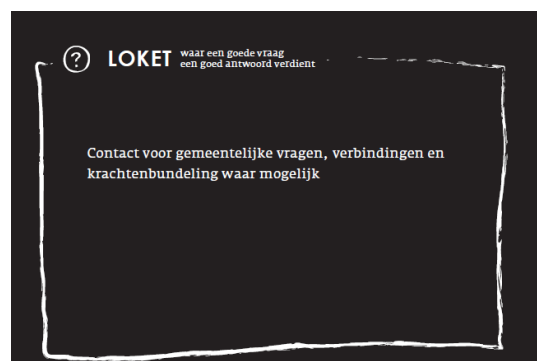 ? LOKET waar een goede vraag
een goed antwoord verdient
Contact voor gemeentelijke vragen, verbindingen en
krachtenbundeling waar mogelijk